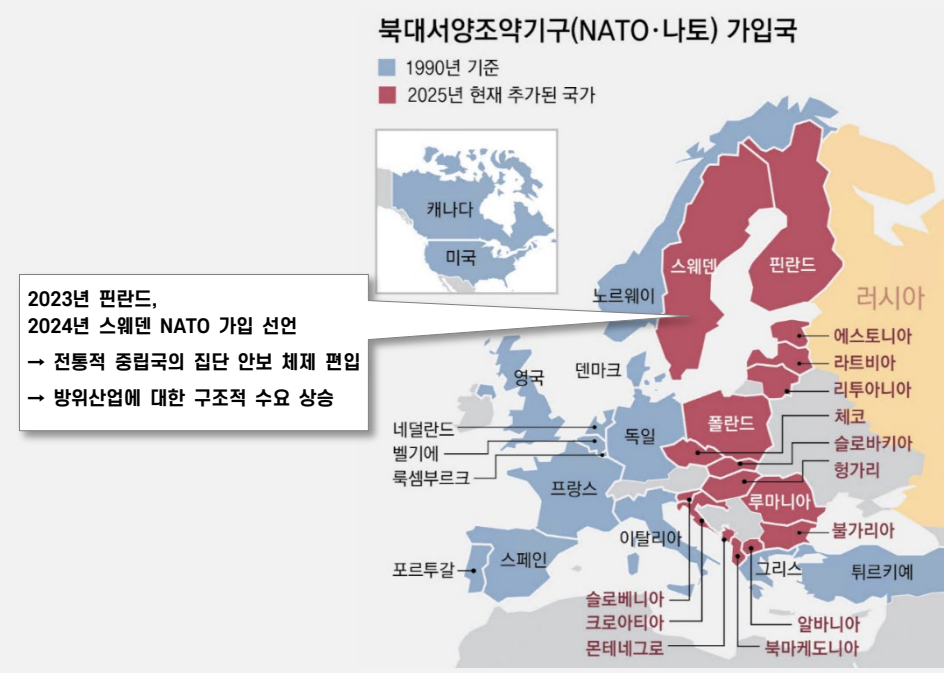 북대서양조약기구(NATO·나토) 가입국
1990년 기준
2025년 현재 추가된 국가
캐나다
미국
2023년 핀란드,
2024년 스웨덴 NATO 가입 선언
→ 전통적 중립국의 집단 안보 체제 편입
→ 방위산업에 대한 구조적 수요 상승
스웨덴
핀란드
노르웨이
러시아
에스토니아
라트비아
리투아니아
덴마크
영국
네덜란드
벨기에
룩셈부르크
독일
폴란드
체코
슬로바키아
헝가리
프랑스
루마니아
불가리아
이탈리아
스페인
포르투갈
그리스
튀르키예
슬로베니아
크로아티아
몬테네그로
알바니아
북마케도니아